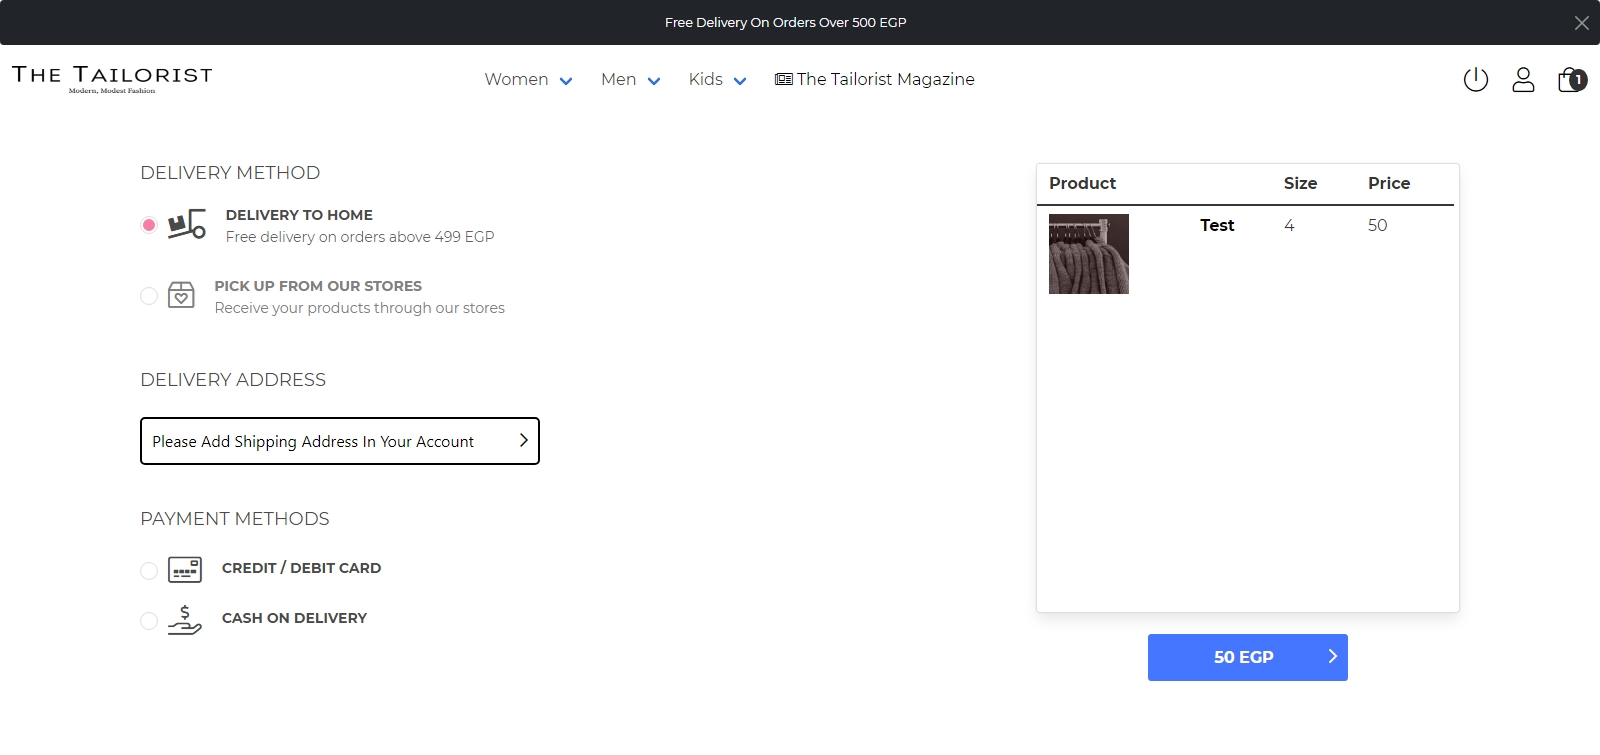 Free Delivery On Orders Over 500 EGP
THE TAILORIST
Modern, Modest Fashion
Women
Men
Kids
The Tailorist Magazine
1
DELIVERY METHOD
DELIVERY TO HOME
Free delivery on orders above 499 EGP
PICK UP FROM OUR STORES
Receive your products through our stores
DELIVERY ADDRESS
Please Add Shipping Address In Your Account
PAYMENT METHODS
CREDIT / DEBIT CARD
$
CASH ON DELIVERY
Product Size Price
Test 4 50
50 EGP